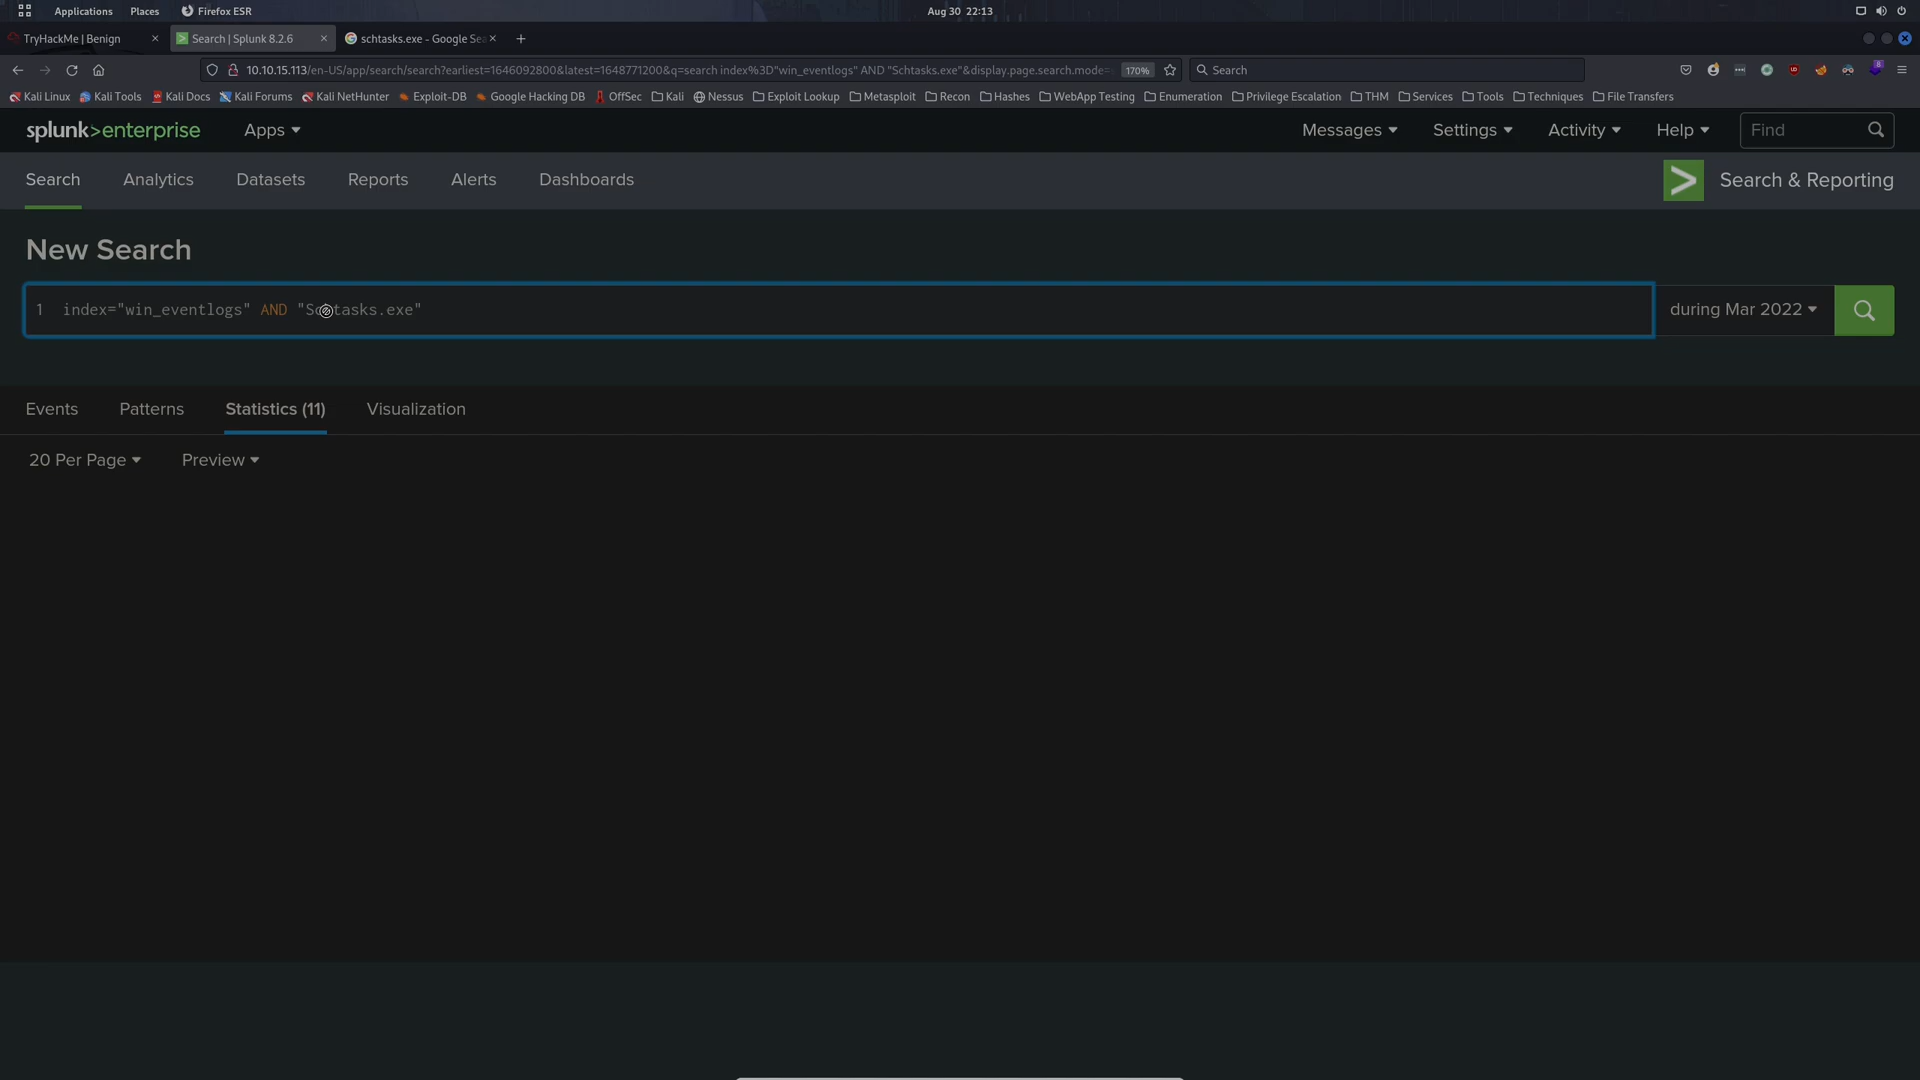 Applications Places Firefox ESR Aug 30 22:13
TryHackMe | Benign Search | Splunk 8.2.6 schtasks.exe - Google Sea
10.10.15.113/en-US/app/search/search?earliest=1646092800&latest=1648771200&q=search index%3D"win_eventlogs" AND "Schtasks.exe"&display.page.search.mode= 170% Search
Kali Linux Kali Tools Kali Docs Kali Forums Kali NetHunter Exploit-DB Google Hacking DB OffSec Kali Nessus Exploit Lookup Metasploit Recon Hashes WebApp Testing Enumeration Privilege Escalation THM Services Tools Techniques File Transfers
splunk>enterprise Apps Messages Settings Activity Help Find
Search Analytics Datasets Reports Alerts Dashboards Search & Reporting
New Search
1 index="win_eventlogs" AND "Schtasks.exe" during Mar 2022
Events Patterns Statistics (11) Visualization
20 Per Page Preview